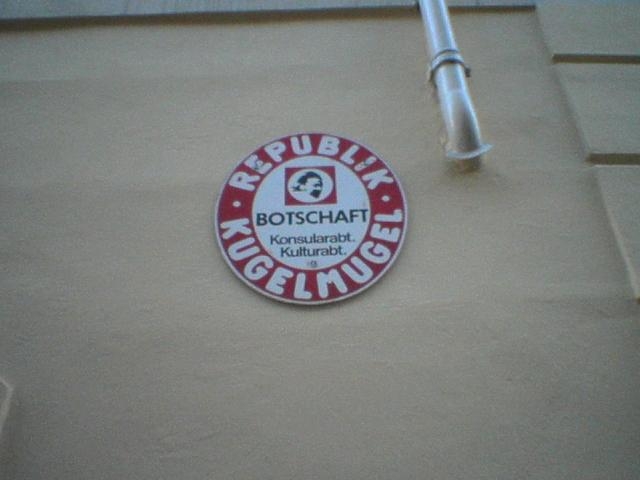 REPUBLIK
BOTSCHAFT
Konsularabt.
Kulturabt.
KUGELMUGEL